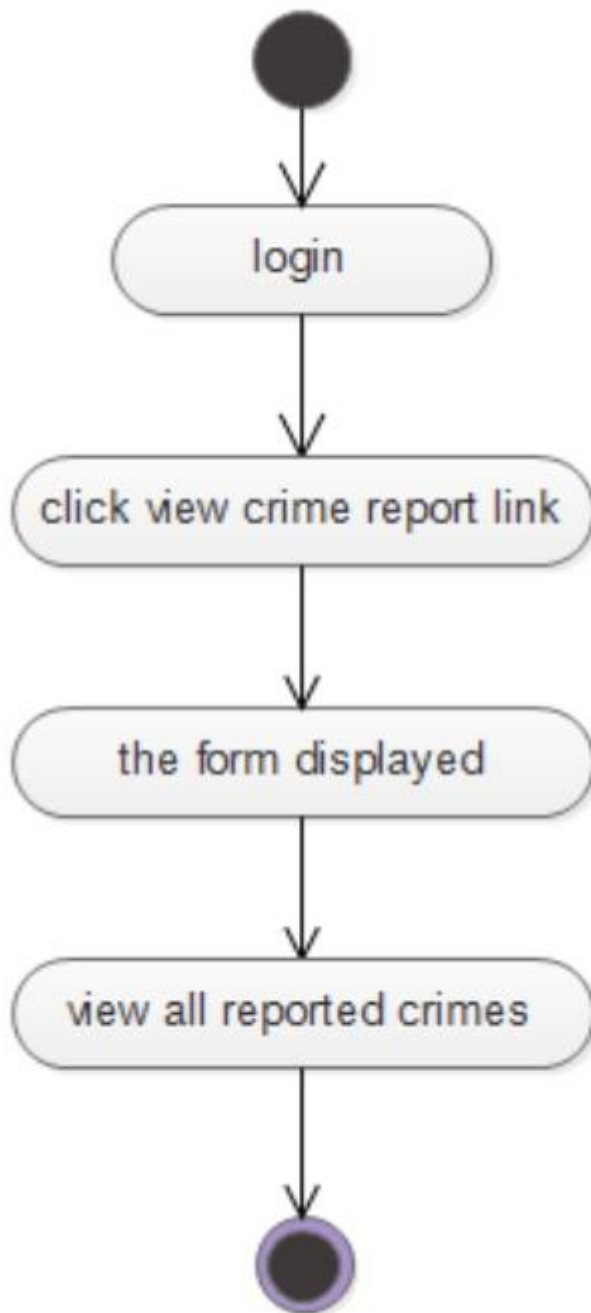 login
click view crime report link
the form displayed
view all reported crimes